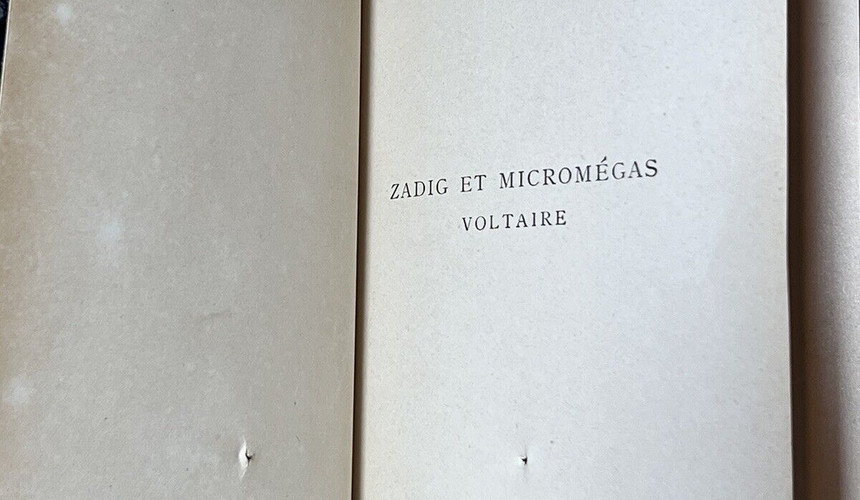 ZADIG ET MICROMÉGAS
VOLTAIRE